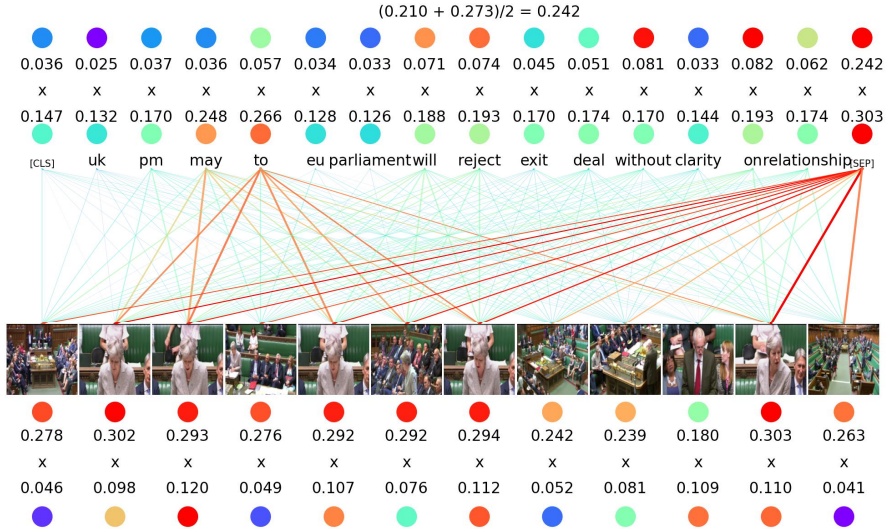 (0.210 + 0.273)/2 = 0.242
0.036 0.025 0.037 0.036 0.057 0.034 0.033 0.071 0.074 0.045 0.051 0.081 0.033 0.082 0.062 0.242
x x x x x x x x x x x x x x x x
0.147 0.132 0.170 0.248 0.266 0.128 0.126 0.188 0.193 0.170 0.174 0.170 0.144 0.193 0.174 0.303
[CLS] uk pm may to eu parliament will reject exit deal without clarity on relationship [SEP]
0.278 0.302 0.293 0.276 0.292 0.292 0.294 0.242 0.239 0.180 0.303 0.263
x x x x x x x x x x x x
0.046 0.098 0.120 0.049 0.107 0.076 0.112 0.052 0.081 0.109 0.110 0.041